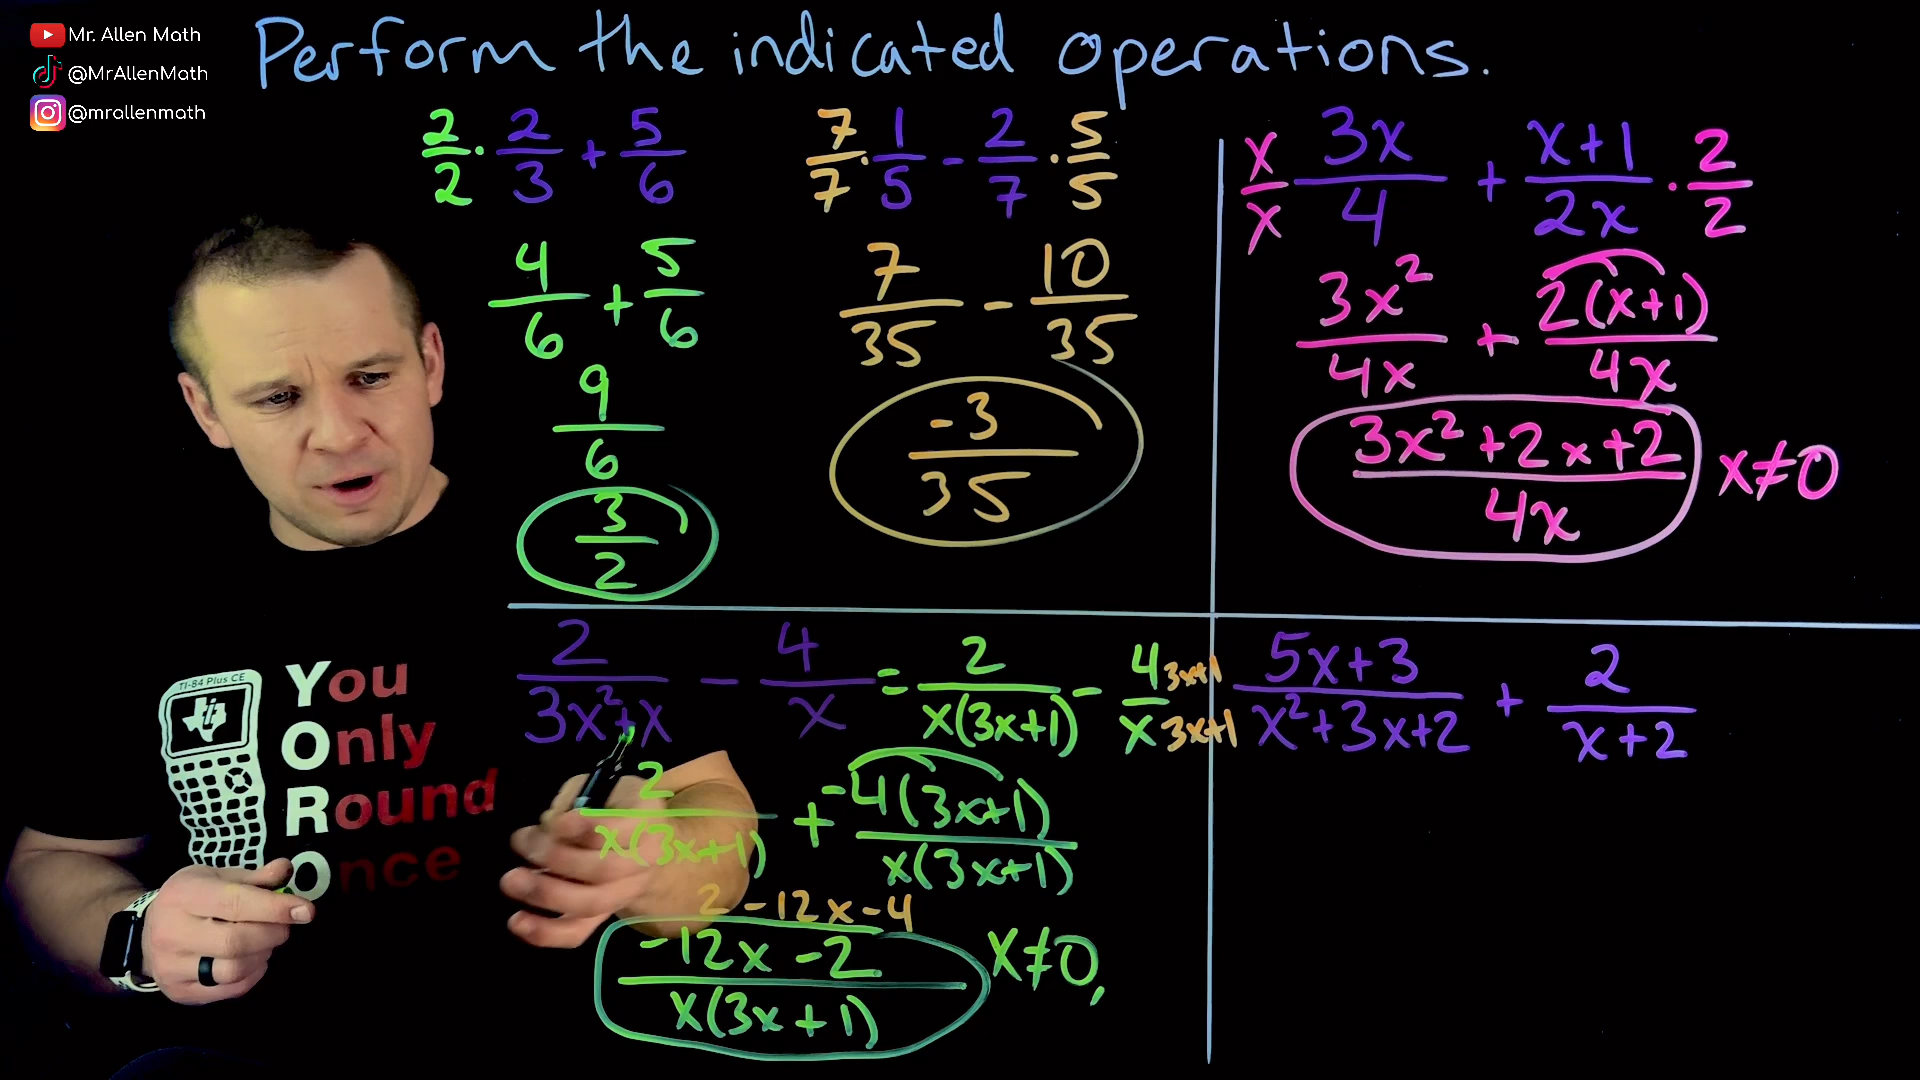 Mr. Allen Math
@MrAllenMath
@mrallenmath
Perform the indicated operations.
2/2 · 2/3 + 5/6
4/6 + 5/6
9/6
3/2
7/7 · 1/5 - 2/7 · 5/5
7/35 - 10/35
-3/35
x/x 3x/4 + x+1/2x · 2/2
3x²/4x + 2(x+1)/4x
3x²+2x+2/4x x≠0
2/3x²+x - 4/x = 2/x(3x+1) - 4/x 3x+1/3x+1
2/x(3x+1) + -4(3x+1)/x(3x+1)
2-12x-4
-12x-2/x(3x+1) x≠0,
5x+3/x²+3x+2 + 2/x+2
TI-84 Plus CE
You
Only
Round
Once